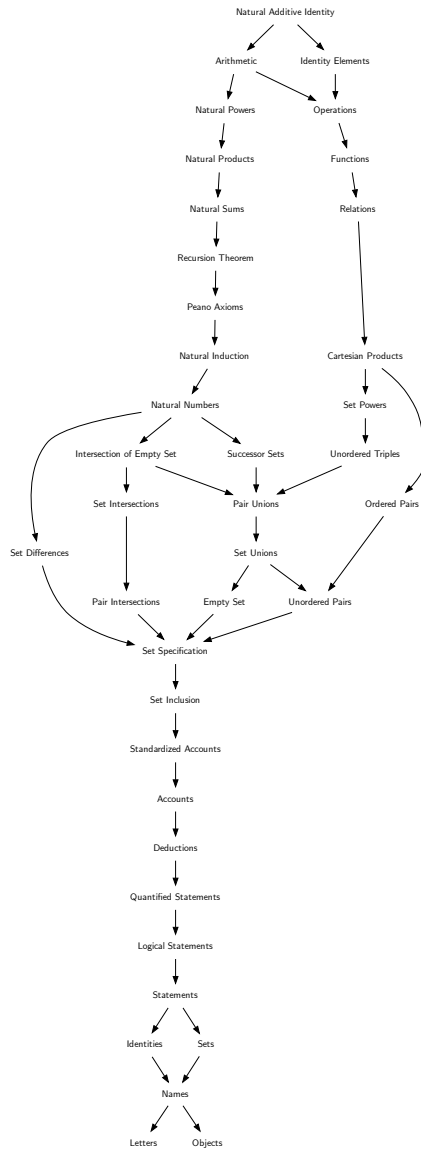 Natural Additive Identity
Arithmetic
Identity Elements
Natural Powers
Operations
Natural Products
Functions
Natural Sums
Relations
Recursion Theorem
Peano Axioms
Natural Induction
Cartesian Products
Natural Numbers
Set Powers
Intersection of Empty Set
Successor Sets
Unordered Triples
Set Intersections
Pair Unions
Ordered Pairs
Set Differences
Set Unions
Pair Intersections
Empty Set
Unordered Pairs
Set Specification
Set Inclusion
Standardized Accounts
Accounts
Deductions
Quantified Statements
Logical Statements
Statements
Identities
Sets
Names
Letters
Objects